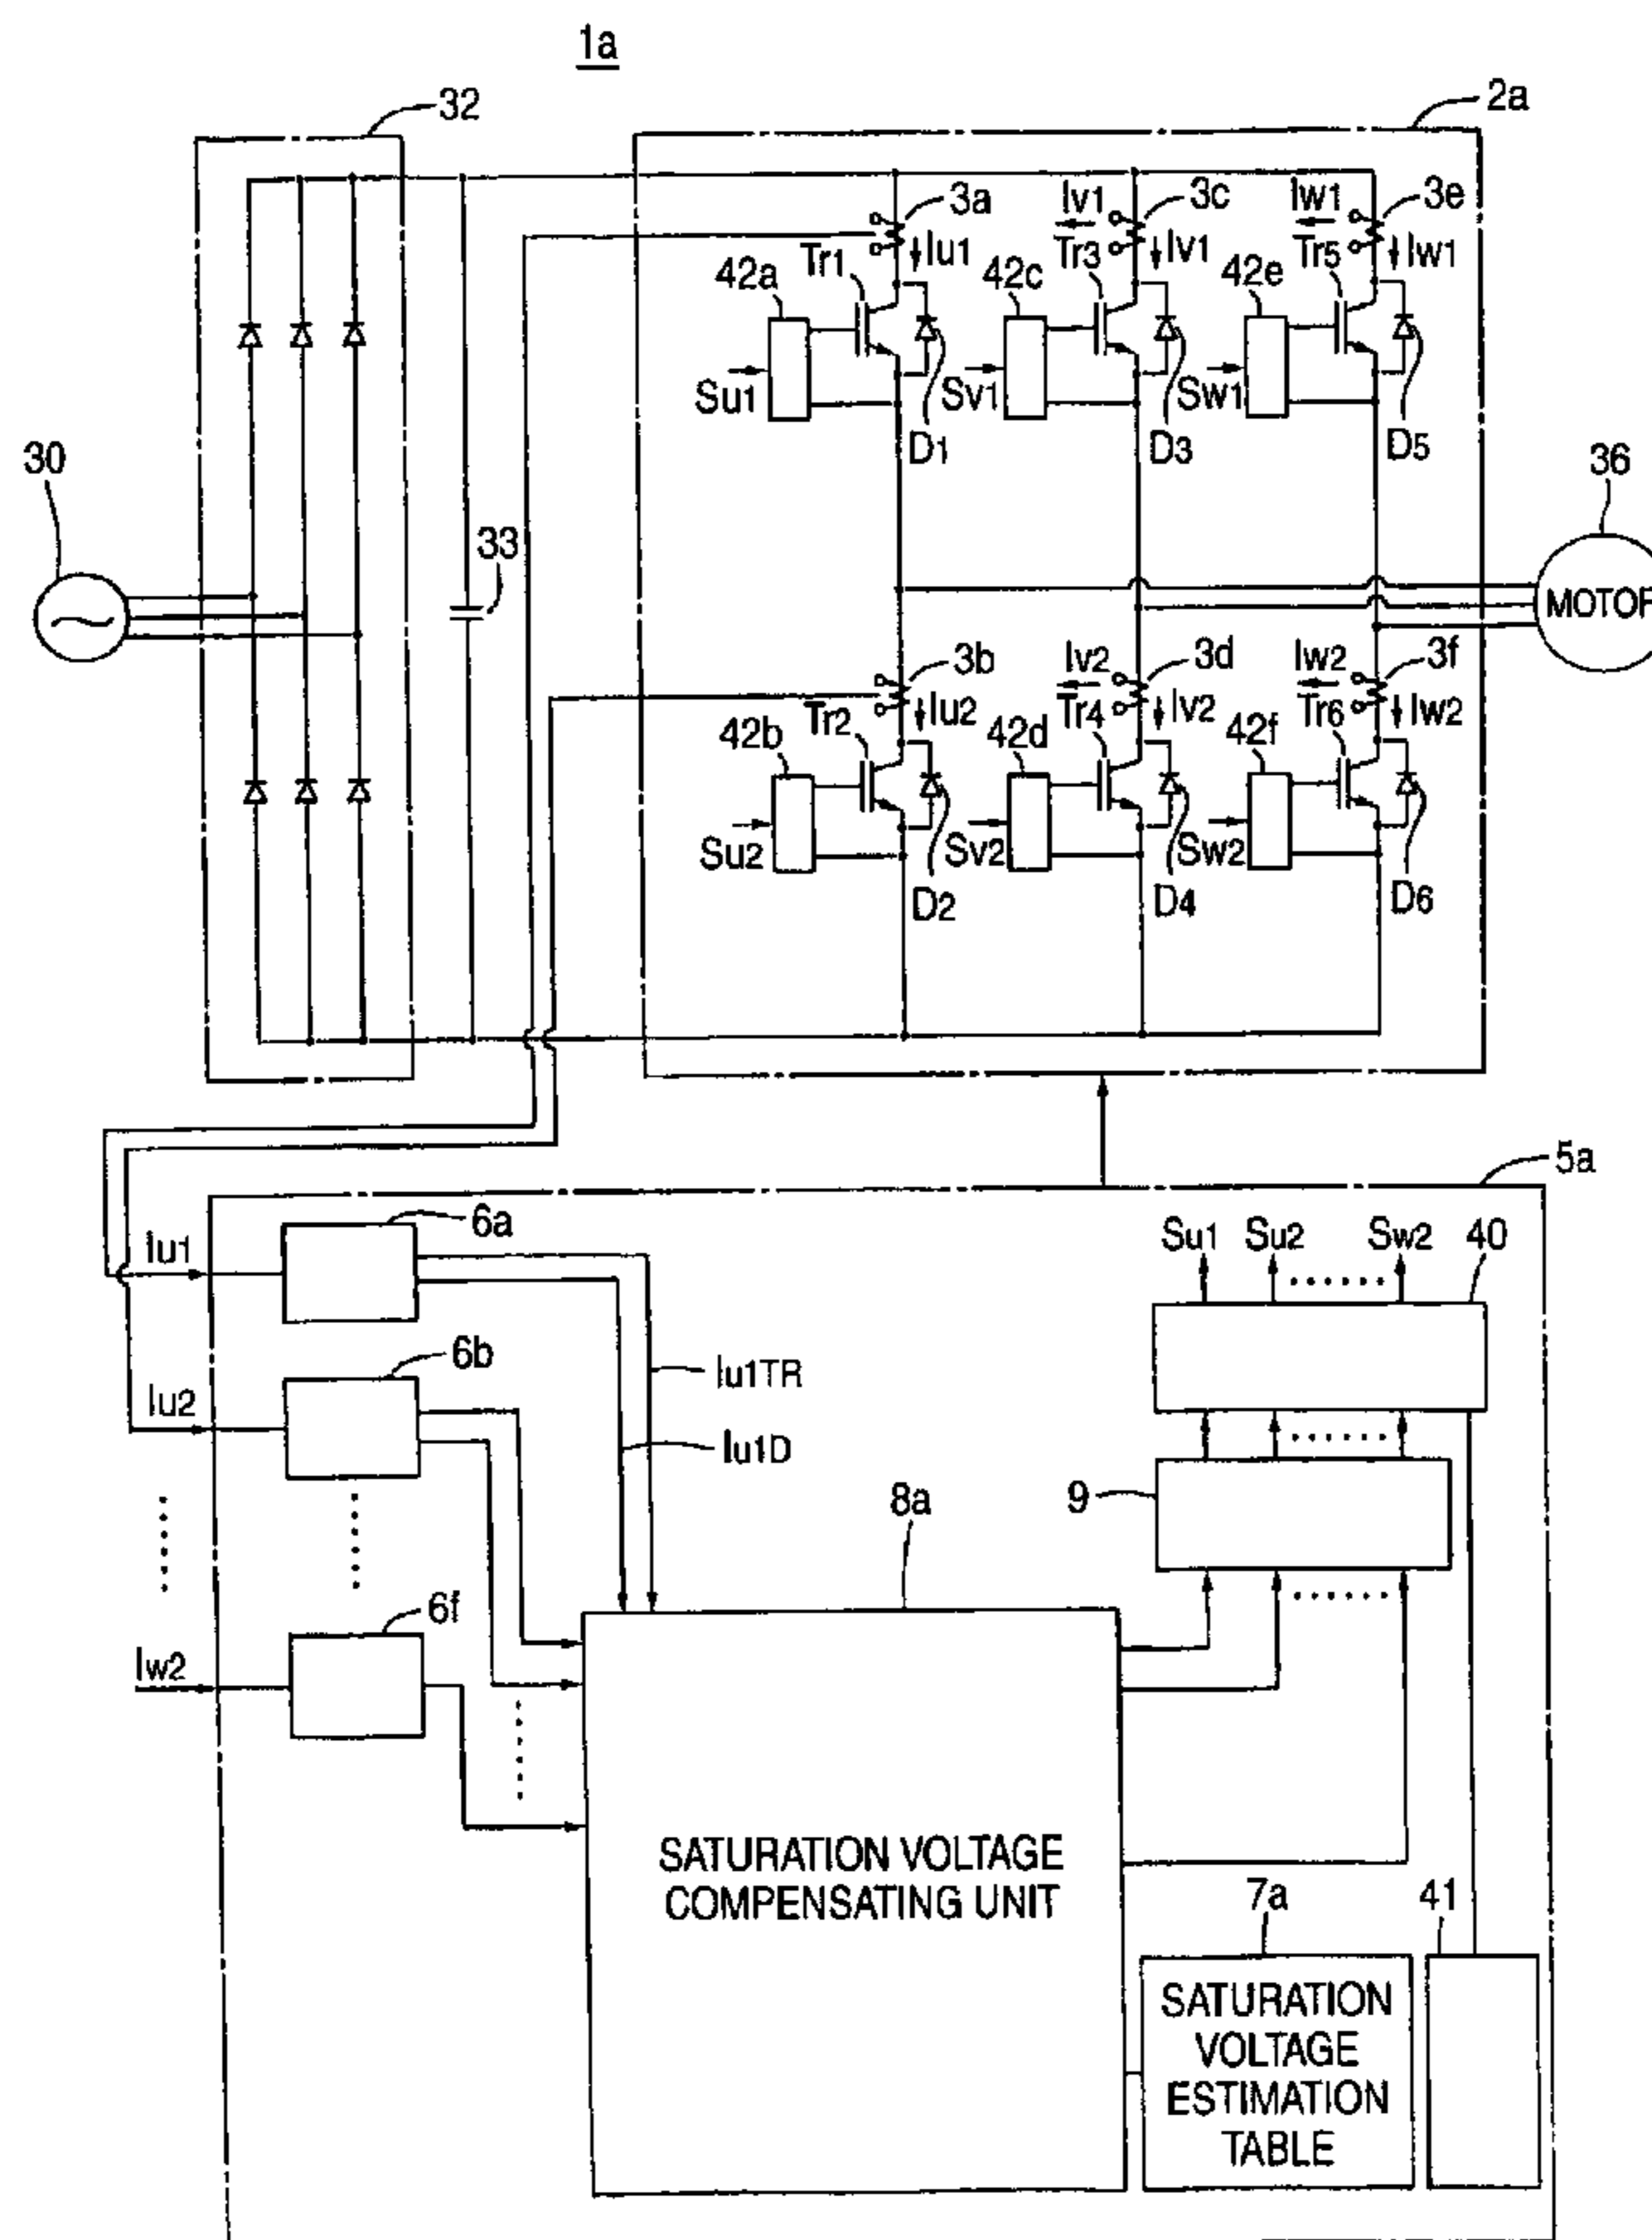 1a
32
2a
3a
Iv1
3c
Iw1
3e
Tr1
Iu1
Tr3
Iv1
Tr5
Iw1
42a
42c
42e
Su1
Sv1
Sw1
D1
D3
D5
30
36
33
MOTOR
3b
Iv2
3d
Iw2
3f
Tr2
Iu2
Tr4
Iv2
Tr6
Iw2
42b
42d
42f
Su2
Sv2
Sw2
D2
D4
D6
5a
Iu1
6a
Su1
Su2
Sw2
40
6b
Iu2
Iu1TR
Iu1D
8a
9
6f
Iw2
SATURATION VOLTAGE
COMPENSATING UNIT
7a
41
SATURATION
VOLTAGE
ESTIMATION
TABLE